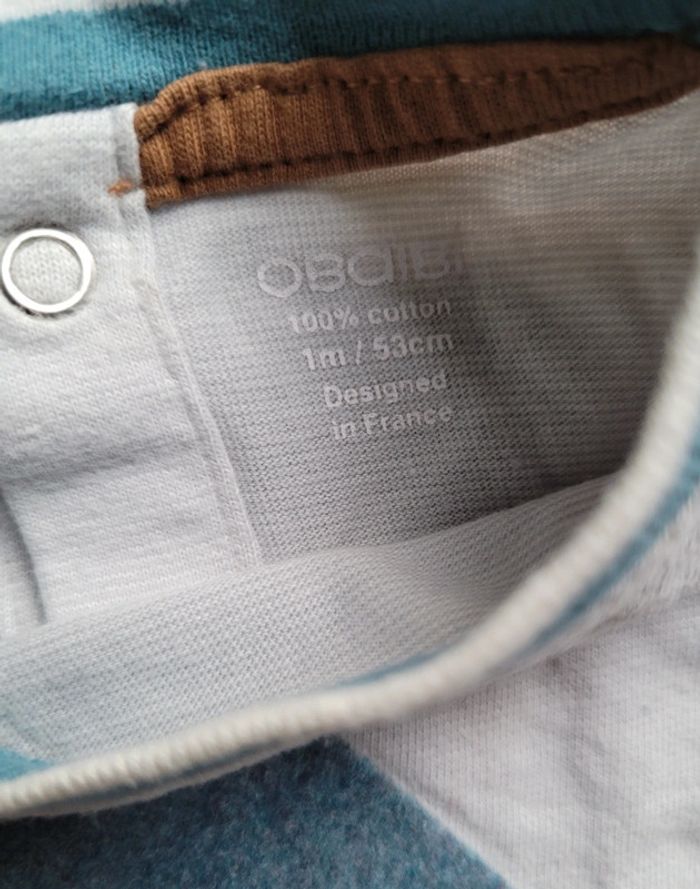 obaibi
100% cotton
1m / 53cm
Designed
in France